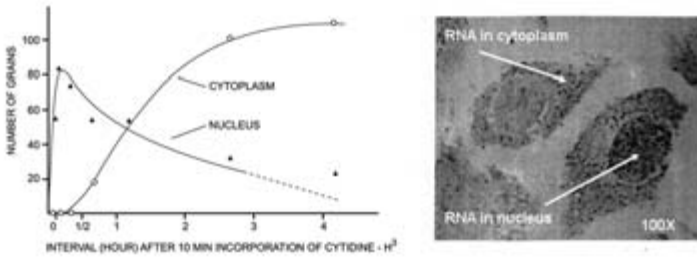 NUMBER OF GRAINS
100
80
60
40
20
CYTOPLASM
NUCLEUS
0 1/2 1 2 3 4
INTERVAL (HOUR) AFTER 10 MIN INCORPORATION OF CYTIDINE - H³
RNA in cytoplasm
RNA in nucleus
100X